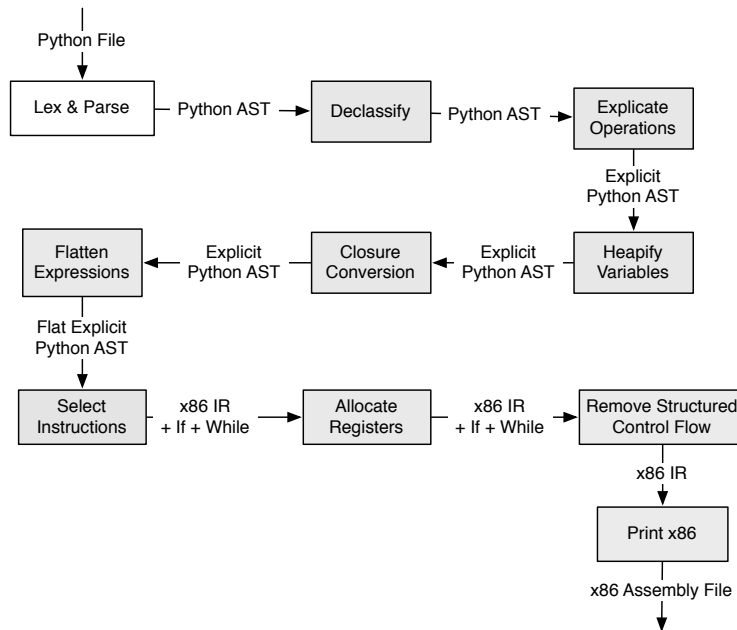 Python File
Lex & Parse
Python AST
Declassify
Python AST
Explicate
Operations
Explicit
Python AST
Heapify
Variables
Explicit
Python AST
Closure
Conversion
Explicit
Python AST
Flatten
Expressions
Flat Explicit
Python AST
Select
Instructions
x86 IR
+ If + While
Allocate
Registers
x86 IR
+ If + While
Remove Structured
Control Flow
x86 IR
Print x86
x86 Assembly File